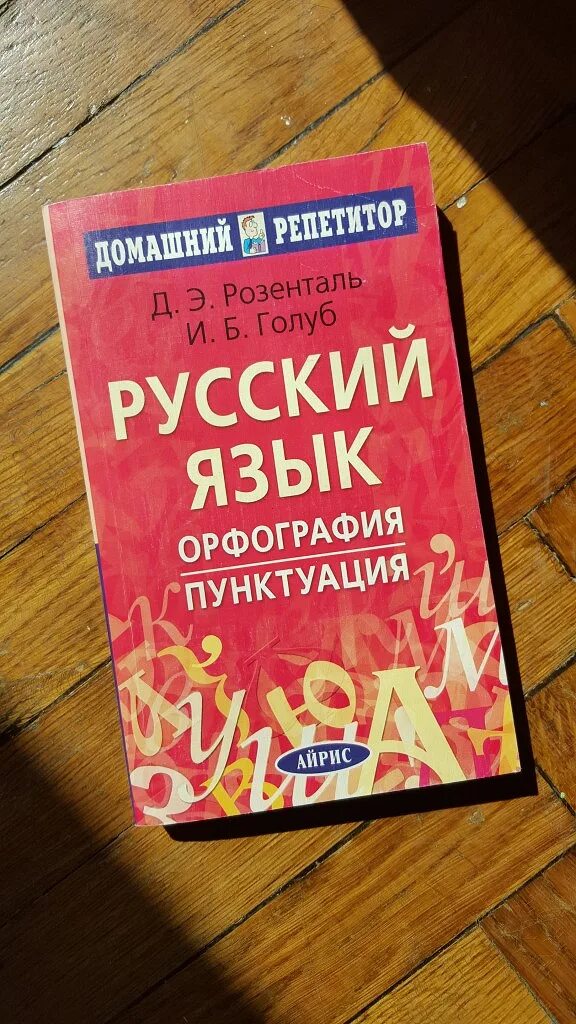 ДОМАШНИЙ РЕПЕТИТОР
Д. Э. Розенталь
И. Б. Голуб
РУССКИЙ
ЯЗЫК
ОРФОГРАФИЯ
ПУНКТУАЦИЯ
АЙРИС